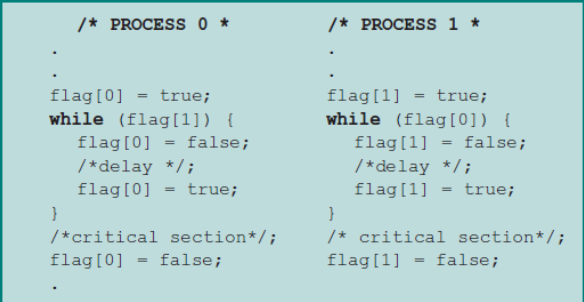 /* PROCESS 0 *
.
.
flag[0] = true;
while (flag[1]) {
flag[0] = false;
/*delay */;
flag[0] = true;
}
/*critical section*/;
flag[0] = false;
.
/* PROCESS 1 *
.
.
flag[1] = true;
while (flag[0]) {
flag[1] = false;
/*delay */;
flag[1] = true;
}
/* critical section*/;
flag[1] = false;